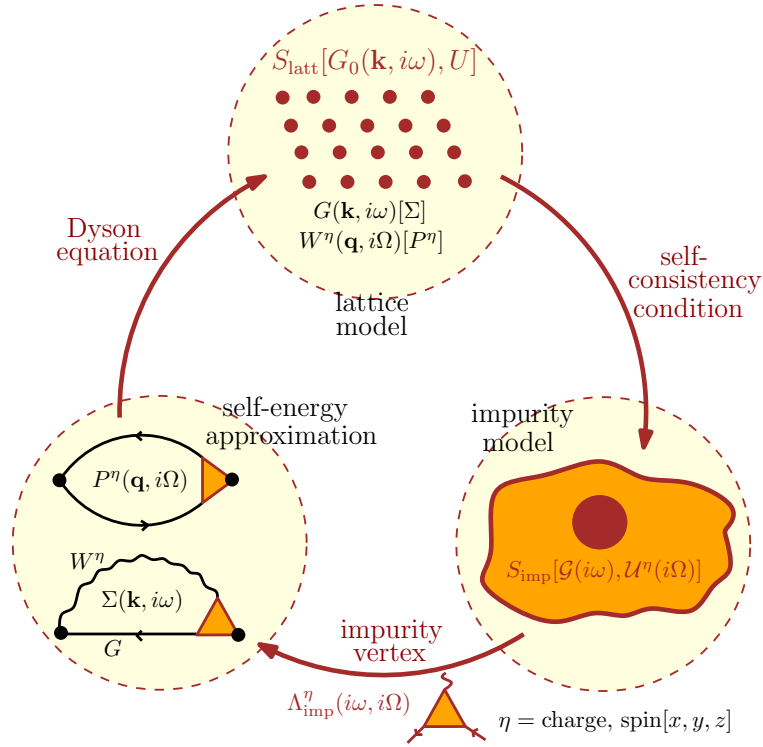 S_latt[G_0(𝐤, iω), U]
G(𝐤, iω)[Σ]
W^η(𝐪, iΩ)[P^η]
lattice
model
Dyson
equation
self-
consistency
condition
self-energy
approximation
P^η(𝐪, iΩ)
W^η
Σ(𝐤, iω)
G
impurity
model
S_imp[𝒢(iω), 𝒰^η(iΩ)]
impurity
vertex
Λ^η_imp(iω, iΩ)
η = charge, spin[x, y, z]